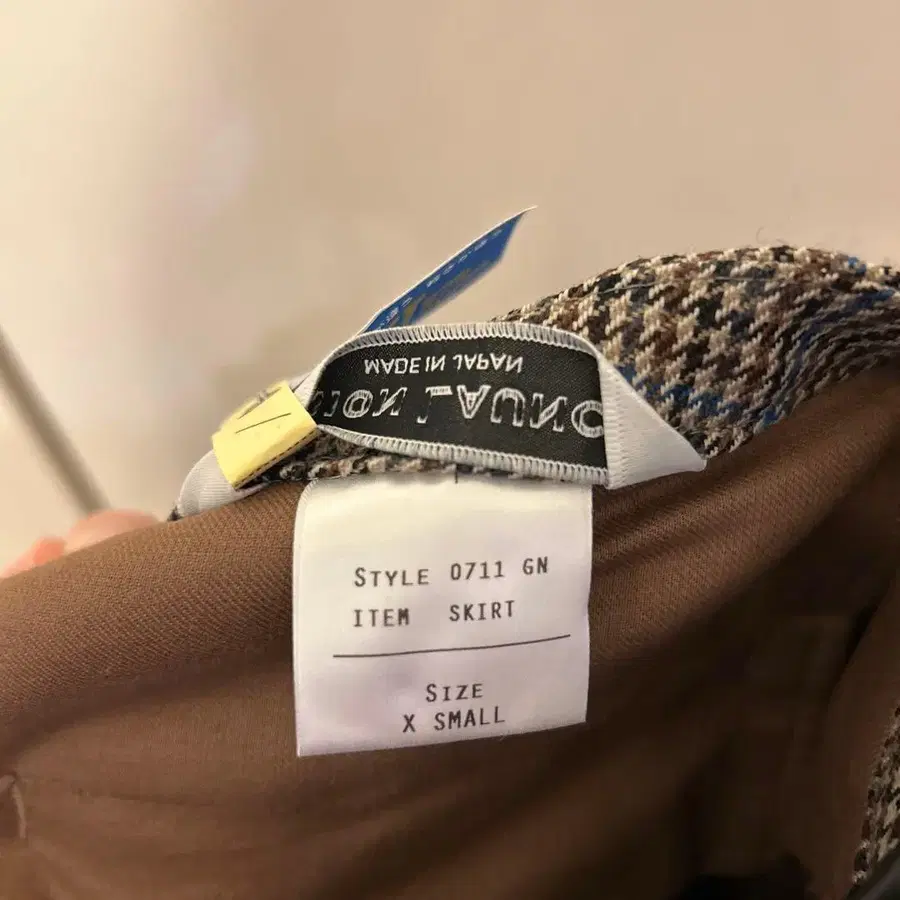 MADE IN JAPAN
STYLE 0711 GN
ITEM SKIRT
SIZE
X SMALL